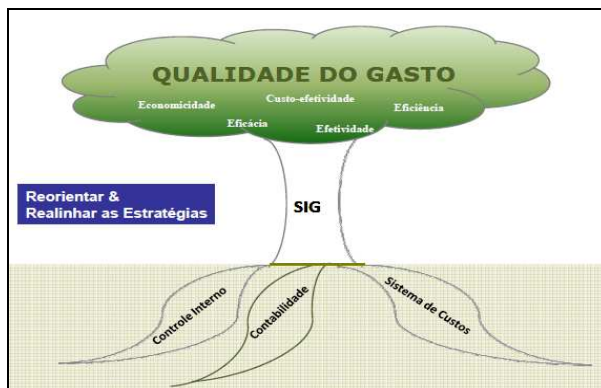 QUALIDADE DO GASTO
Custo-efetividade
Economicidade
Eficiência
Eficácia
Efetividade
Reorientar &
Realinhar as Estratégias
SIG
Controle Interno
Contabilidade
Sistema de Custos